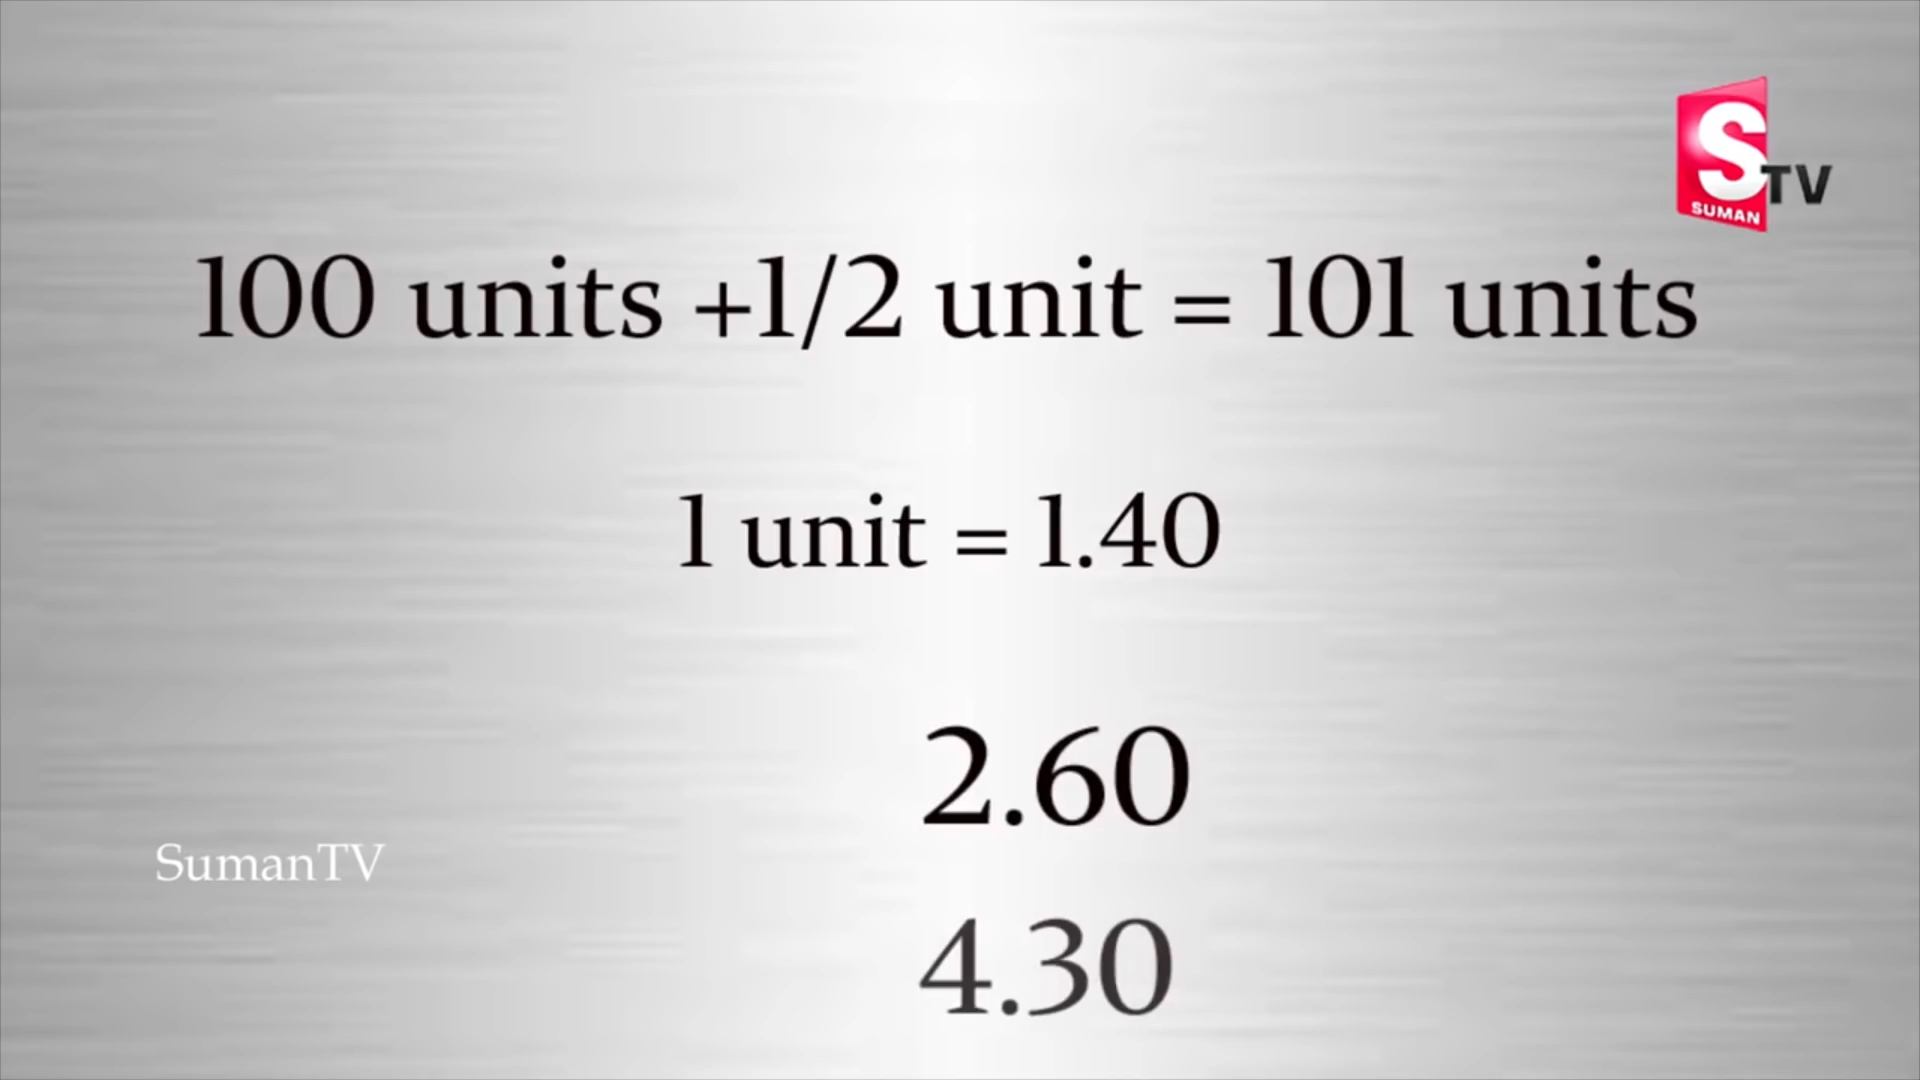 S TV
SUMAN
100 units +1/2 unit = 101 units
1 unit = 1.40
2.60
SumanTV
4.30